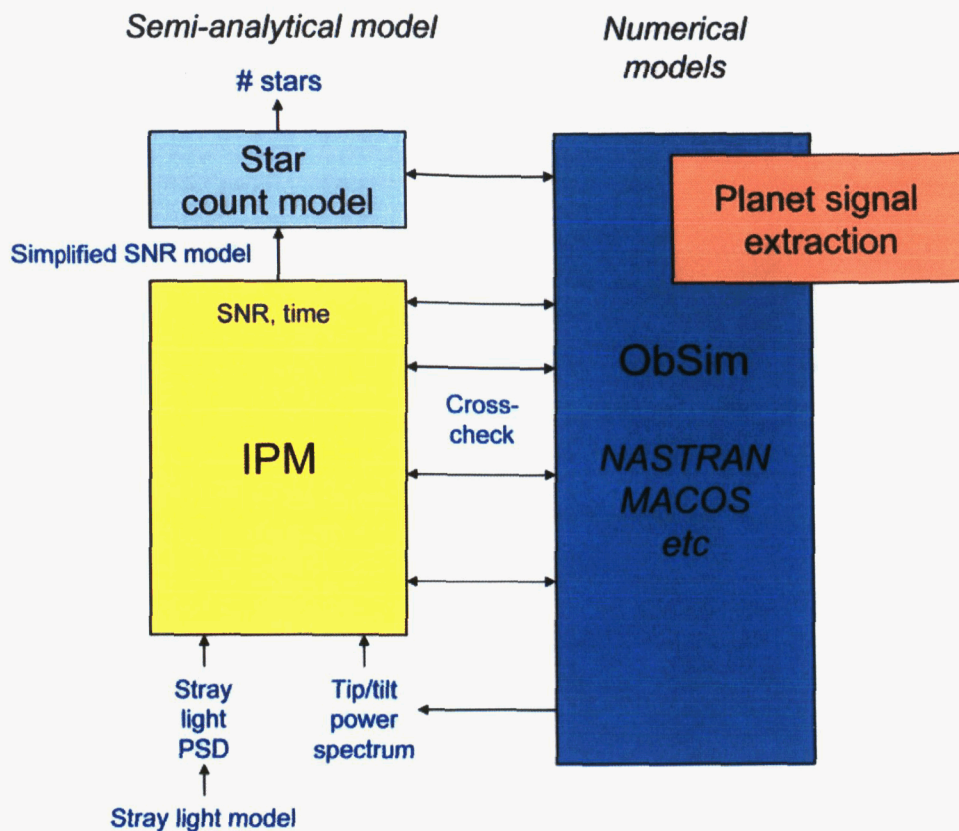 Semi-analytical model
Numerical
models
# stars
Star
count model
Planet signal
extraction
Simplified SNR model
SNR, time
ObSim
Cross-
check
IPM
NASTRAN
MACOS
etc
Stray
light
PSD
Tip/tilt
power
spectrum
Stray light model